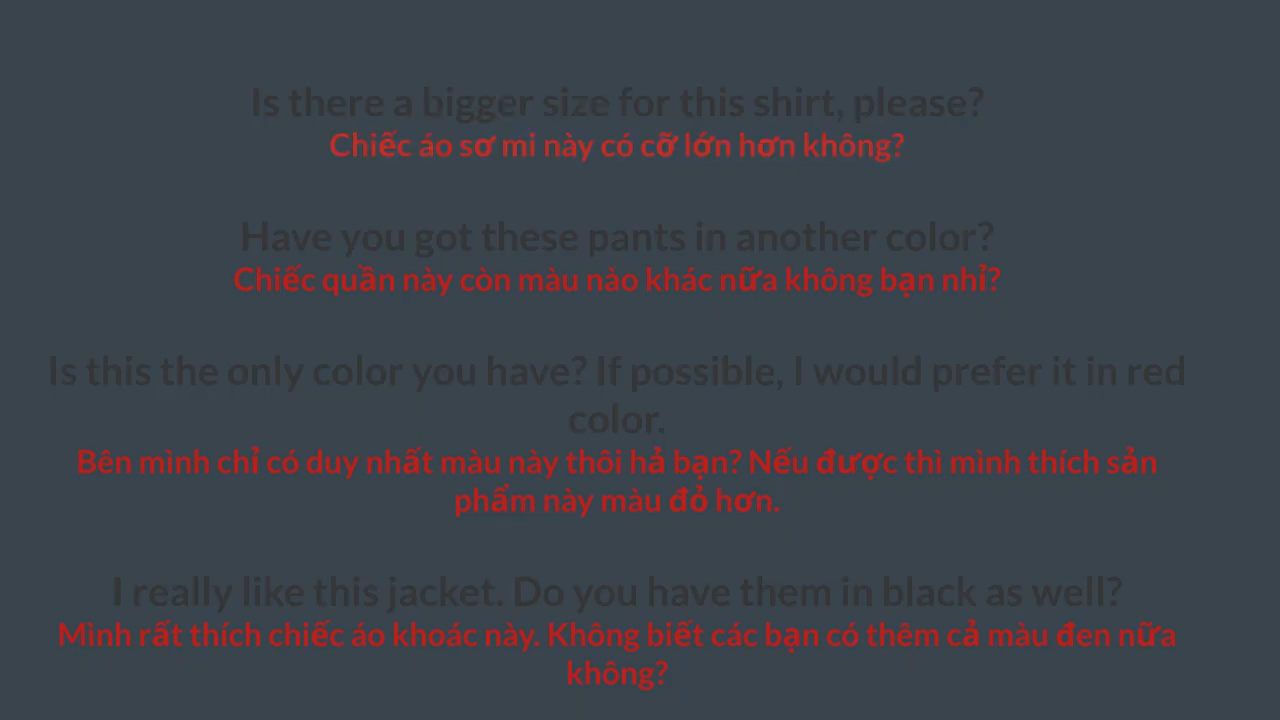 Is there a bigger size for this shirt, please?
Chiếc áo sơ mi này có cỡ lớn hơn không?
Have you got these pants in another color?
Chiếc quần này còn màu nào khác nữa không bạn nhỉ?
Is this the only color you have? If possible, I would prefer it in red
color.
Bên mình chỉ có duy nhất màu này thôi hả bạn? Nếu được thì mình thích sản
phẩm này màu đỏ hơn.
I really like this jacket. Do you have them in black as well?
Mình rất thích chiếc áo khoác này. Không biết các bạn có thêm cả màu đen nữa
không?